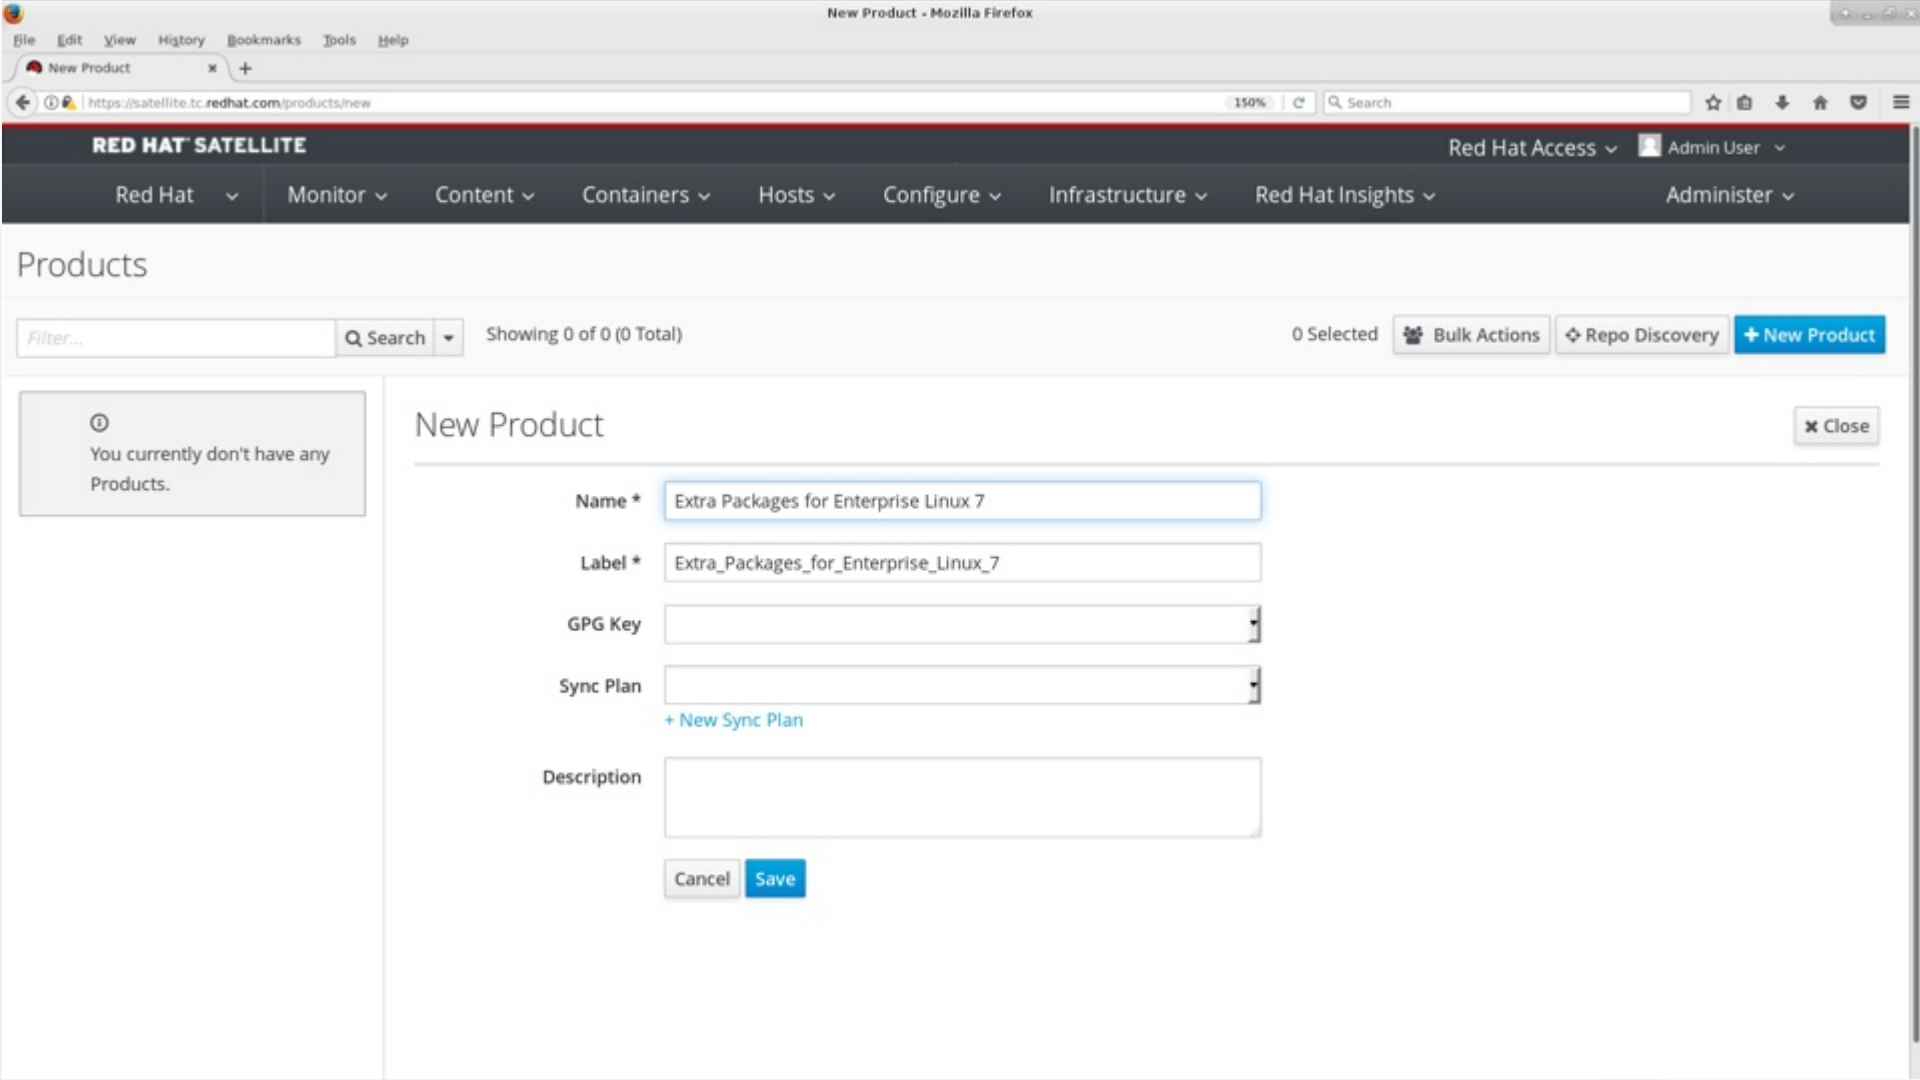 New Product - Mozilla Firefox
File Edit View History Bookmarks Tools Help
New Product
https://satellite.tc.redhat.com/products/new 150% Search
RED HAT SATELLITE Red Hat Access Admin User
Red Hat Monitor Content Containers Hosts Configure Infrastructure Red Hat Insights Administer
Products
Filter... Search Showing 0 of 0 (0 Total) 0 Selected Bulk Actions Repo Discovery + New Product
You currently don't have any
Products.
New Product Close
Name * Extra Packages for Enterprise Linux 7
Label * Extra_Packages_for_Enterprise_Linux_7
GPG Key
Sync Plan
+ New Sync Plan
Description
Cancel Save